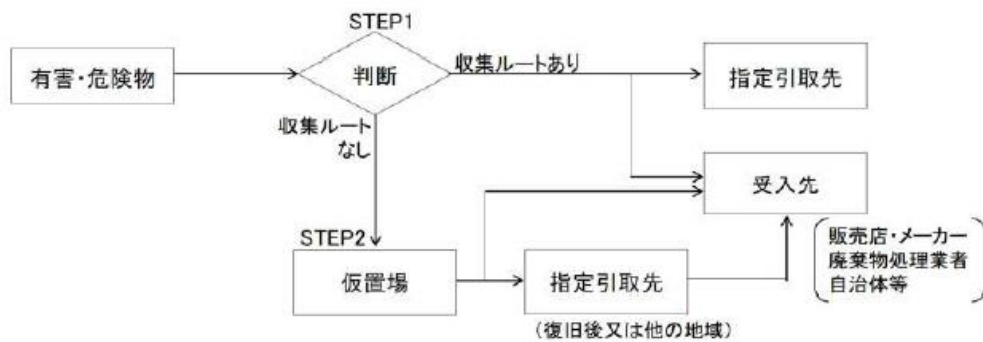 STEP1
有害・危険物
判断
収集ルートあり
指定引取先
収集ルート
なし
受入先
STEP2
仮置場
指定引取先
(復旧後又は他の地域)
販売店・メーカー
廃棄物処理業者
自治体等